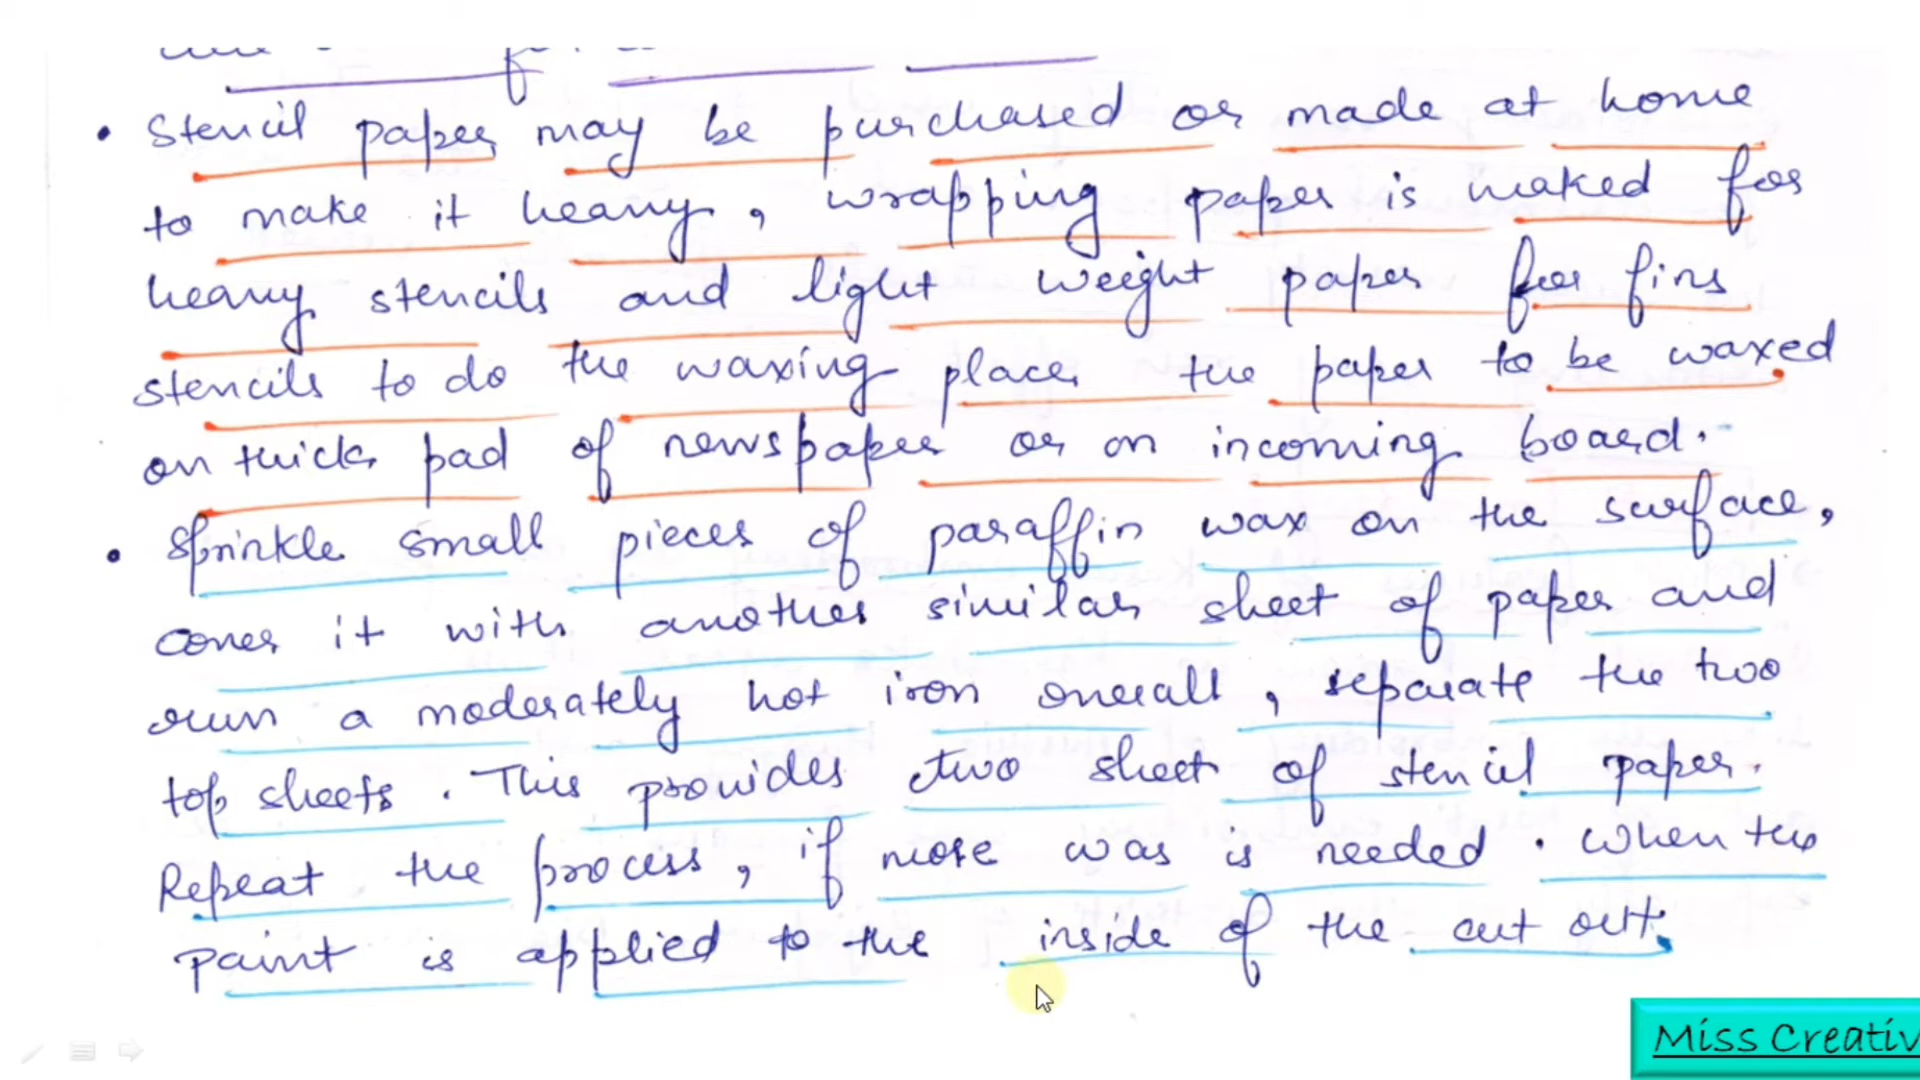 • Stencil paper may be purchased or made at home
to make it heavy, wrapping paper is maked for
heavy stencils and light weight paper for fins
stencils to do the waxing place the paper to be waxed
on thick pad of newspaper or on incoming board.
• Sprinkle small pieces of paraffin wax on the surface,
cover it with another similar sheet of paper and
run a moderately hot iron overall, separate the two
top sheets. This provides two sheet of stencil paper.
Repeat the process, if more was is needed. When the
paint is applied to the inside of the cut out.
Miss Creativ